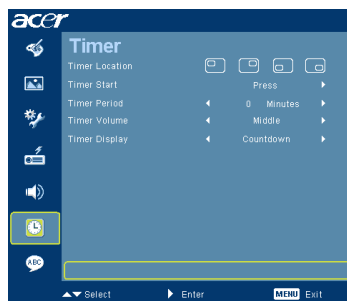 acer
Timer
Timer Location
Timer Start Press
Timer Period 0 Minutes
Timer Volume Middle
Timer Display Countdown
ABC
Select Enter MENU Exit